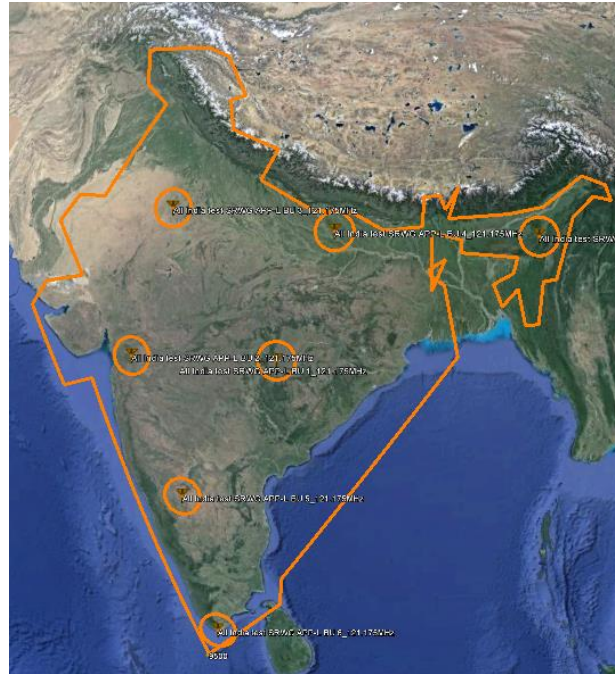 All India test SRWG APP-L BU 3_121.175MHz
All India test SRWG APP-L BU 4_121.175MHz
All India test SRWG
All India test SRWG APP-L BU 2_121.175MHz
All India test SRWG APP-L BU 1_121.175MHz
All India test SRWG APP-L BU 5_121.175MHz
All India test SRWG APP-L BU 6_121.175MHz
9500